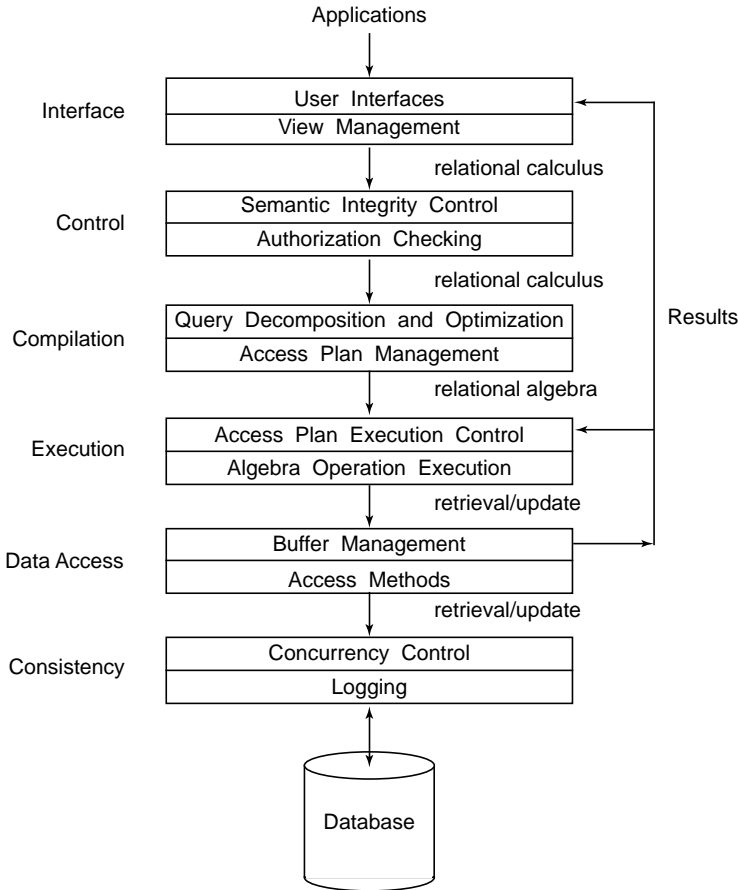 Applications
Interface
User Interfaces
View Management
relational calculus
Control
Semantic Integrity Control
Authorization Checking
relational calculus
Compilation
Query Decomposition and Optimization
Access Plan Management
Results
relational algebra
Execution
Access Plan Execution Control
Algebra Operation Execution
retrieval/update
Data Access
Buffer Management
Access Methods
retrieval/update
Consistency
Concurrency Control
Logging
Database